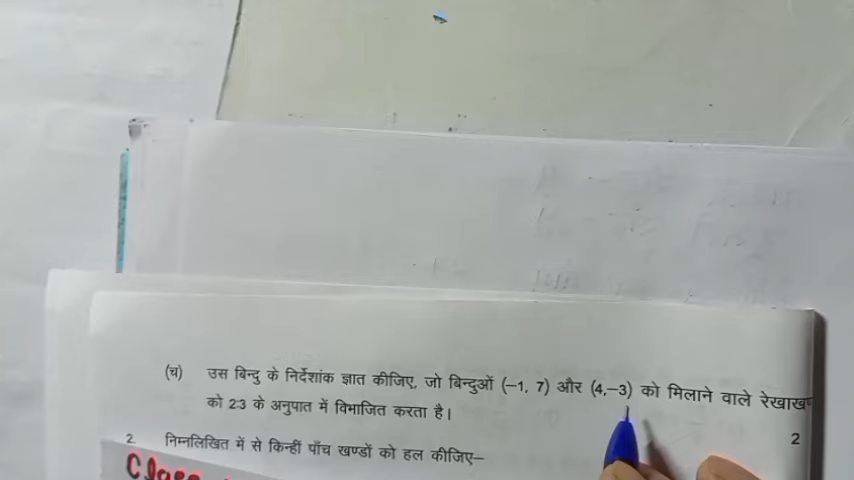 (च) उस बिन्दु के निर्देशांक ज्ञात कीजिए, जो बिन्दुओं (–1, 7) और (4,–3) को मिलाने वाले
को 2:3 के अनुपात में विभाजित करता है।
2
2. निम्नलिखित में से किन्हीं पाँच खण्डों को हल कीजिए–